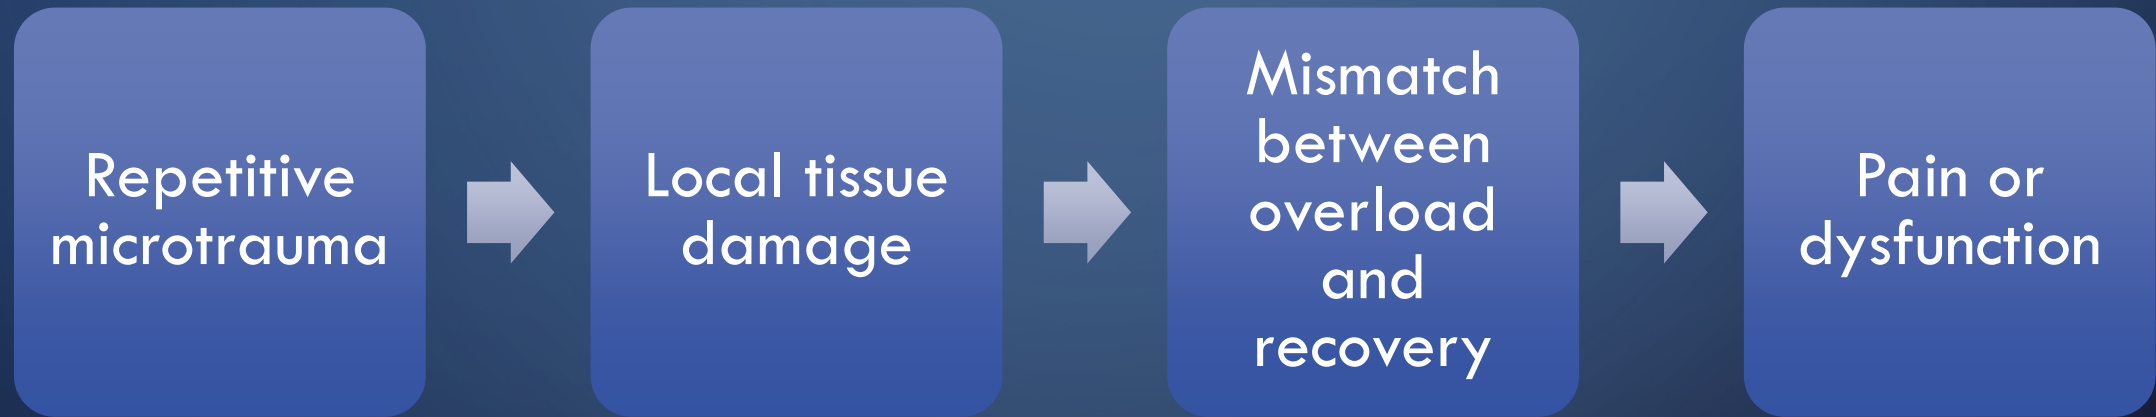 Repetitive
microtrauma
Local tissue
damage
Mismatch
between
overload
and
recovery
Pain or
dysfunction